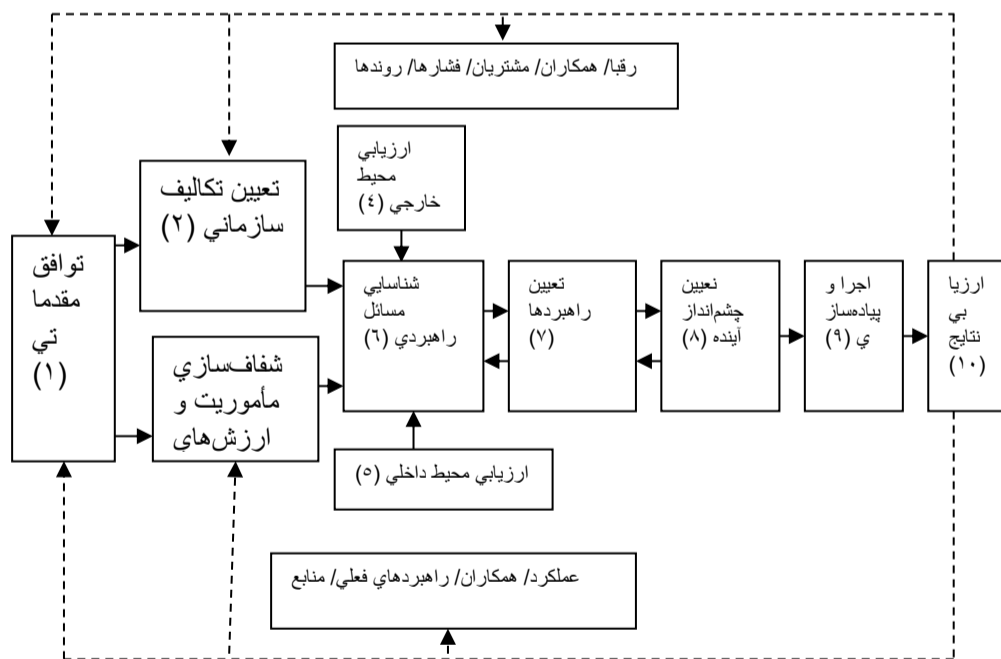 رقبا/ همكاران/ مشتريان/ فشارها/ روندها
ارزيابي
محيط
خارجي (٤)
تعيين تكاليف
سازماني (٢)
توافق
مقدما
تي
(١)
شناسايي
مسائل
راهبردي (٦)
تعيين
راهبردها
(٧)
نعيين
چشم‌انداز
آينده (٨)
اجرا و
پياده‌ساز
ي (٩)
ارزيا
بي
نتايج
(١٠)
شفاف‌سازي
مأموريت و
ارزش‌هاي
ارزيابي محيط داخلي (٥)
عملكرد/ همكاران/ راهبردهاي فعلي/ منابع